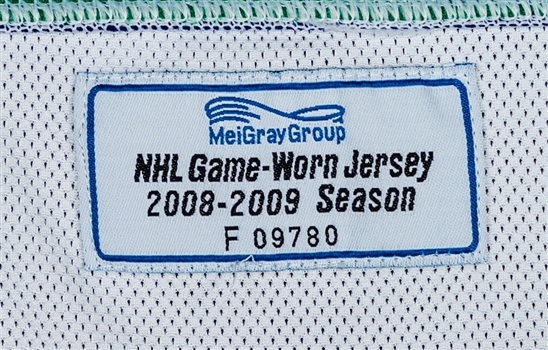 MeiGrayGroup
NHL Game-Worn Jersey
2008-2009 Season
F 09780